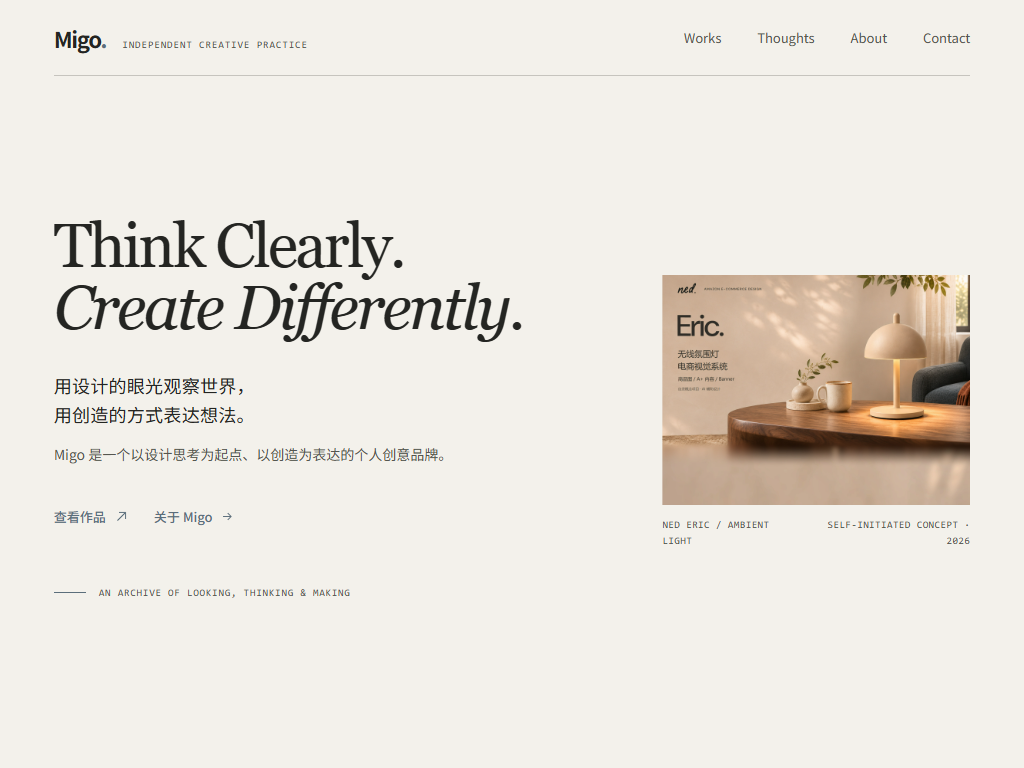 Migo.
INDEPENDENT CREATIVE PRACTICE
Works
Thoughts
About
Contact
Think Clearly.
Create Differently.
用设计的眼光观察世界，
用创造的方式表达想法。
Migo 是一个以设计思考为起点、以创造为表达的个人创意品牌。
查看作品
关于 Migo
AN ARCHIVE OF LOOKING, THINKING & MAKING
ned.
Eric.
无线氛围灯
电商视觉系统
NED ERIC / AMBIENT
LIGHT
SELF-INITIATED CONCEPT ·
2026